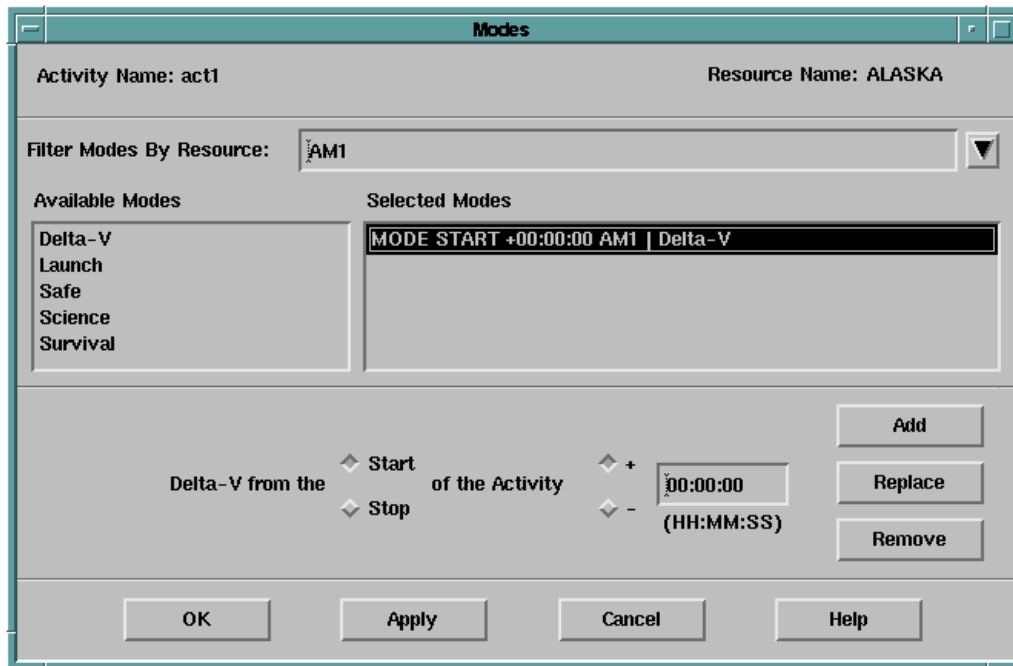 Modes
Activity Name: act1
Resource Name: ALASKA
Filter Modes By Resource:
AM1
Available Modes
Selected Modes
Delta-V
Launch
Safe
Science
Survival
MODE START +00:00:00 AM1 | Delta-V
Delta-V from the
Start
Stop
of the Activity
+
-
00:00:00
(HH:MM:SS)
Add
Replace
Remove
OK
Apply
Cancel
Help